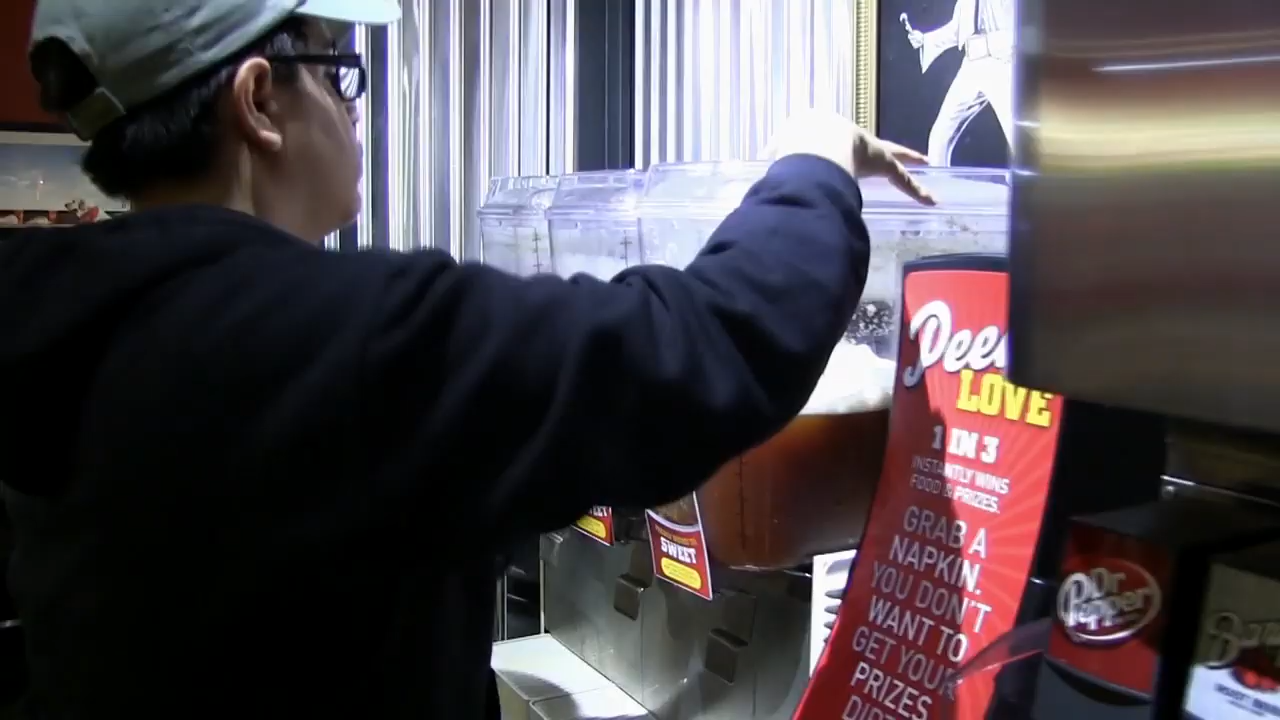 LOVE
1 IN 3
INSTANTLY WINS
FOOD & PRIZES.
GRAB A
NAPKIN.
YOU DON'T
WANT TO
GET YOUR
PRIZES
SWEET
Dr
Pepper